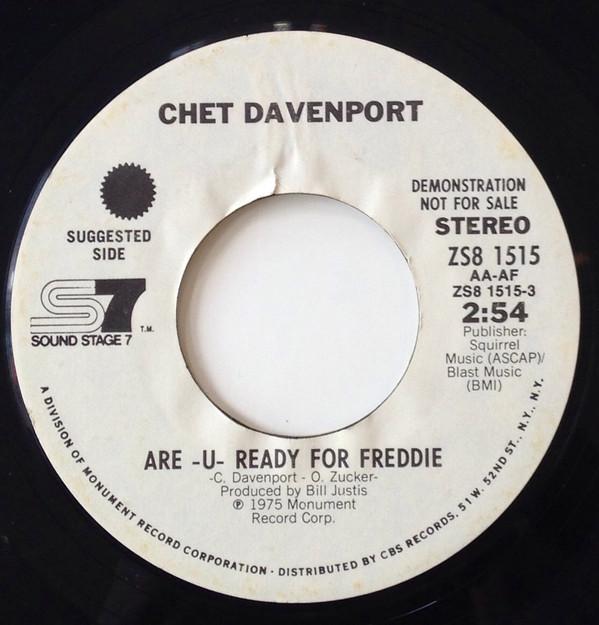 CHET DAVENPORT
SUGGESTED
SIDE
S7
T.M.
SOUND STAGE 7
DEMONSTRATION
NOT FOR SALE
STEREO
ZS8 1515
AA-AF
ZS8 1515-3
2:54
Publisher:
Squirrel
Music (ASCAP)/
Blast Music
(BMI)
ARE -U- READY FOR FREDDIE
-C. Davenport - O. Zucker-
Produced by Bill Justis
℗ 1975 Monument
Record Corp.
A DIVISION OF MONUMENT RECORD CORPORATION · DISTRIBUTED BY CBS RECORDS, 51 W. 52ND ST., N.Y., N.Y.